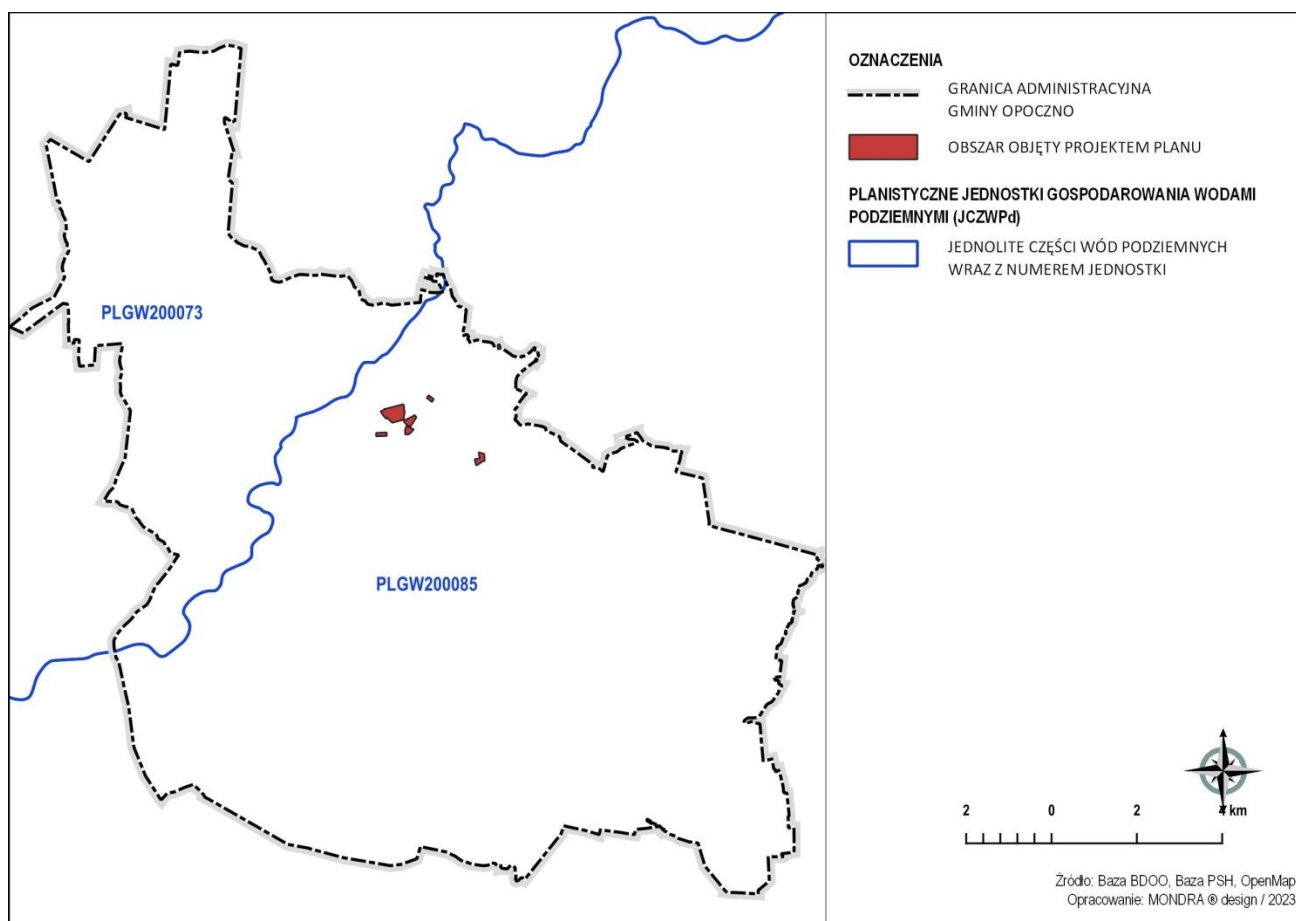 PLGW200073
PLGW200085
OZNACZENIA
GRANICA ADMINISTRACYJNA
GMINY OPOCZNO
OBSZAR OBJĘTY PROJEKTEM PLANU
PLANISTYCZNE JEDNOSTKI GOSPODAROWANIA WODAMI
PODZIEMNYMI (JCZWPd)
JEDNOLITE CZĘŚCI WÓD PODZIEMNYCH
WRAZ Z NUMEREM JEDNOSTKI
2 0 2 4 km
Źródło: Baza BDOO, Baza PSH, OpenMap
Opracowanie: MONDRA ® design / 2023